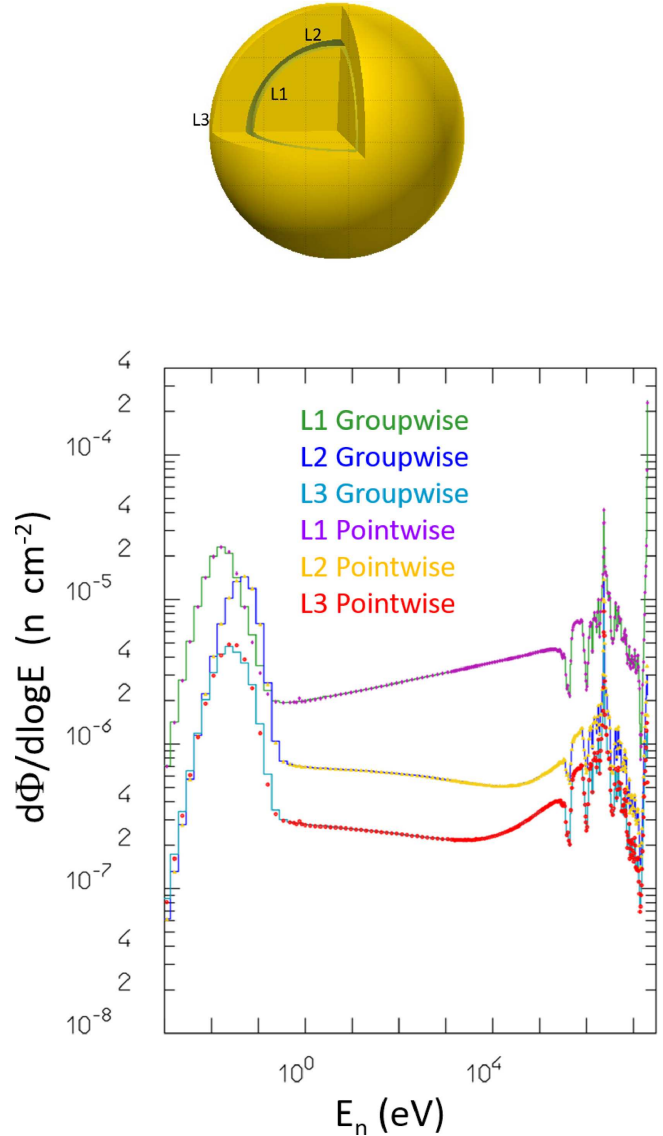 L2
L1
L3
4
2
10⁻⁴
4
2
10⁻⁵
4
2
10⁻⁶
4
2
10⁻⁷
4
2
10⁻⁸
dΦ/dlogE (n cm⁻²)
L1 Groupwise
L2 Groupwise
L3 Groupwise
L1 Pointwise
L2 Pointwise
L3 Pointwise
10⁰
10⁴
Eₙ (eV)